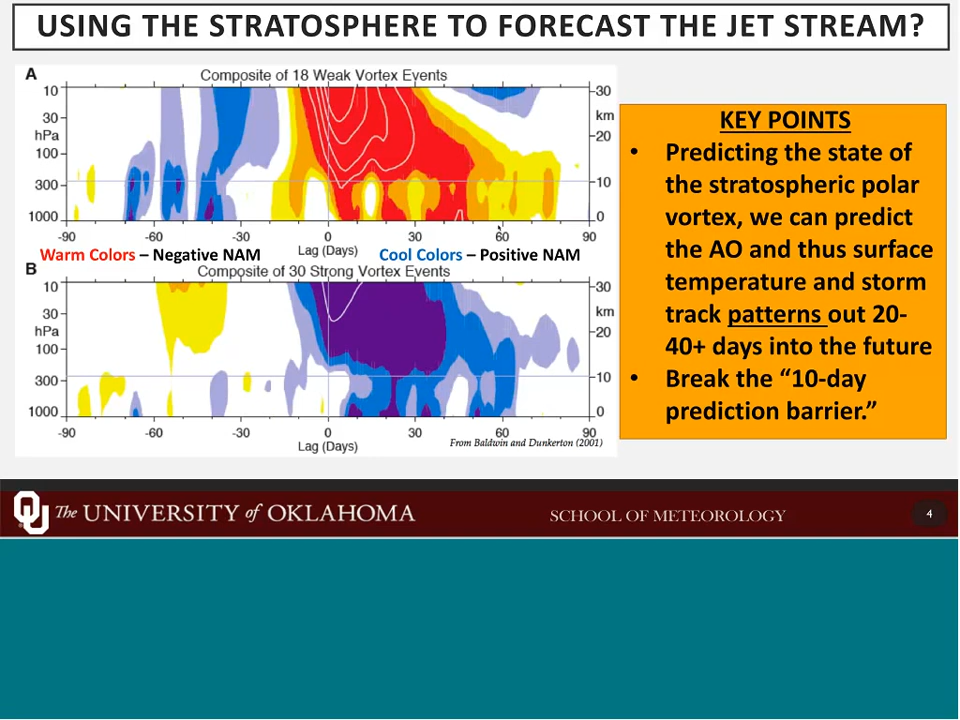 USING THE STRATOSPHERE TO FORECAST THE JET STREAM?
A
Composite of 18 Weak Vortex Events
10
30
hPa
100
300
1000
30
km
20
10
0
-90 -60 -30 0 30 60 90
Lag (Days)
Warm Colors – Negative NAM
Cool Colors – Positive NAM
B
Composite of 30 Strong Vortex Events
10
30
hPa
100
300
1000
30
km
20
10
0
-90 -60 -30 0 30 60 90
Lag (Days)
From Baldwin and Dunkerton (2001)
KEY POINTS
• Predicting the state of
the stratospheric polar
vortex, we can predict
the AO and thus surface
temperature and storm
track patterns out 20-
40+ days into the future
• Break the “10-day
prediction barrier.”
The UNIVERSITY of OKLAHOMA
SCHOOL OF METEOROLOGY
4